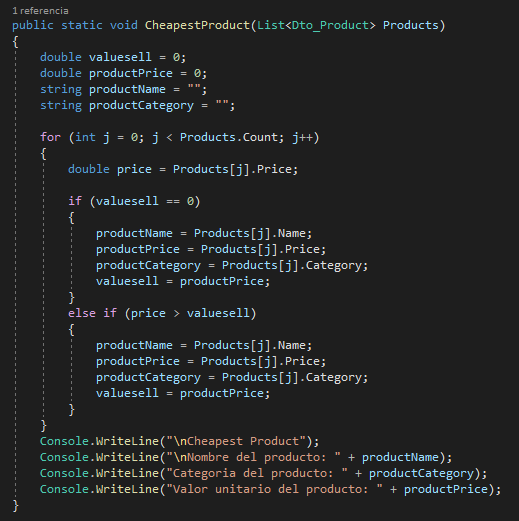 1 referencia
public static void CheapestProduct(List<Dto_Product> Products)
{
double valuesell = 0;
double productPrice = 0;
string productName = "";
string productCategory = "";
for (int j = 0; j < Products.Count; j++)
{
double price = Products[j].Price;
if (valuesell == 0)
{
productName = Products[j].Name;
productPrice = Products[j].Price;
productCategory = Products[j].Category;
valuesell = productPrice;
}
else if (price > valuesell)
{
productName = Products[j].Name;
productPrice = Products[j].Price;
productCategory = Products[j].Category;
valuesell = productPrice;
}
}
Console.WriteLine("\nCheapest Product");
Console.WriteLine("\nNombre del producto: " + productName);
Console.WriteLine("Categoria del producto: " + productCategory);
Console.WriteLine("Valor unitario del producto: " + productPrice);
}